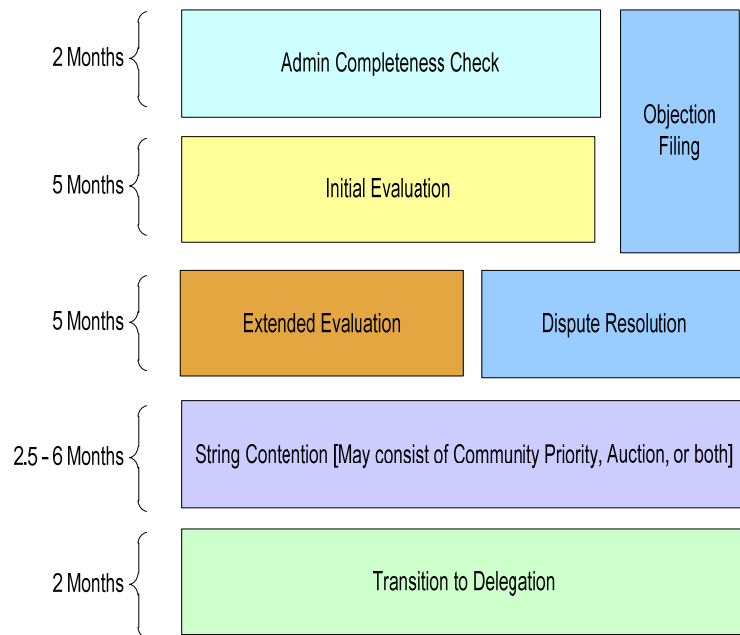 2 Months
Admin Completeness Check
Objection
Filing
5 Months
Initial Evaluation
5 Months
Extended Evaluation
Dispute Resolution
2.5 – 6 Months
String Contention [May consist of Community Priority, Auction, or both]
2 Months
Transition to Delegation